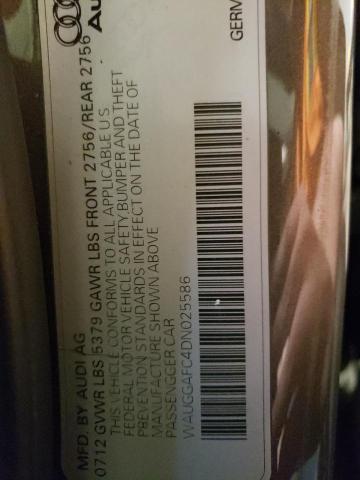 Au
GERM
MFD. BY AUDI AG
0712 GVWR LBS 5379 GAWR LBS FRONT 2756/REAR 2756
THIS VEHICLE CONFORMS TO ALL APPLICABLE U.S.
FEDERAL MOTOR VEHICLE SAFETY,BUMPER AND THEFT
PREVENTION STANDARDS IN EFFECT ON THE DATE OF
MANUFACTURE SHOWN ABOVE
PASSENGER CAR
WAUGGAFC4DN025586